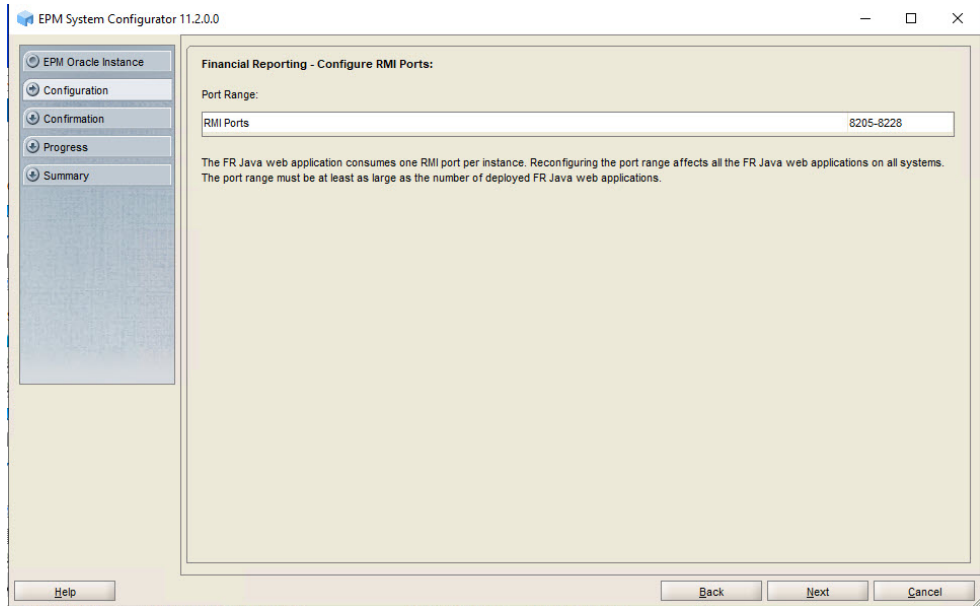 EPM System Configurator 11.2.0.0
EPM Oracle Instance
Configuration
Confirmation
Progress
Summary
Financial Reporting - Configure RMI Ports:
Port Range:
RMI Ports 8205-8228
The FR Java web application consumes one RMI port per instance. Reconfiguring the port range affects all the FR Java web applications on all systems.
The port range must be at least as large as the number of deployed FR Java web applications.
Help Back Next Cancel